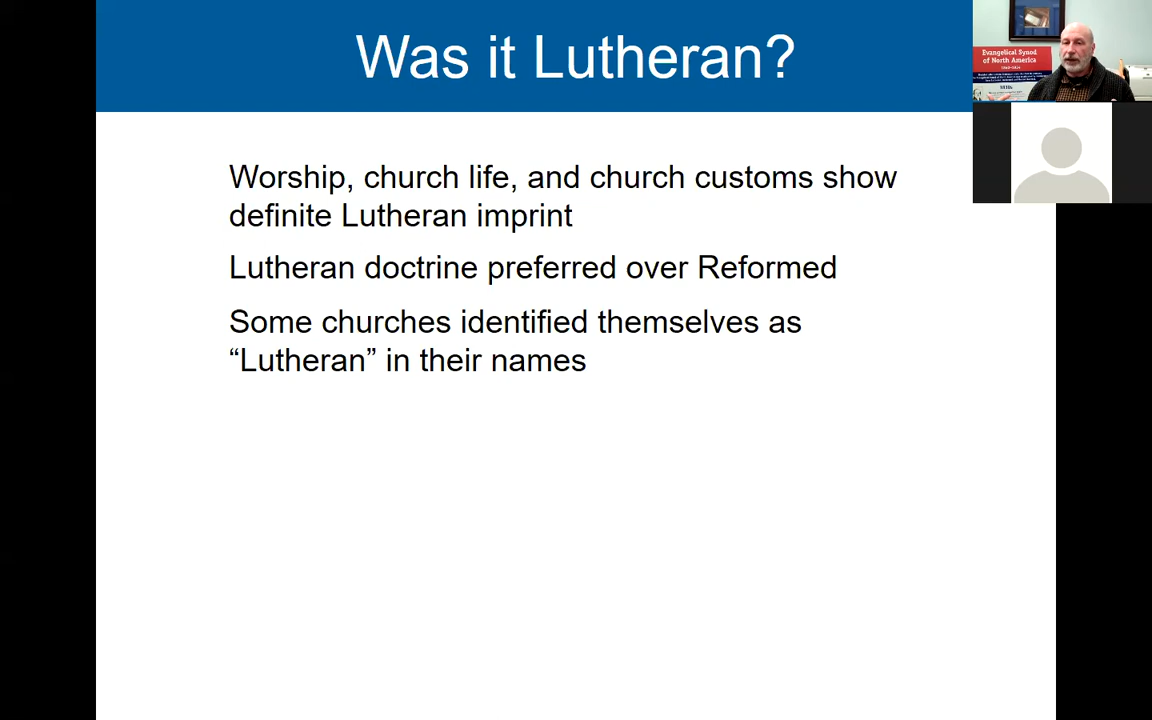 Was it Lutheran?
Evangelical Synod
of North America
Worship, church life, and church customs show
definite Lutheran imprint
Lutheran doctrine preferred over Reformed
Some churches identified themselves as
“Lutheran” in their names